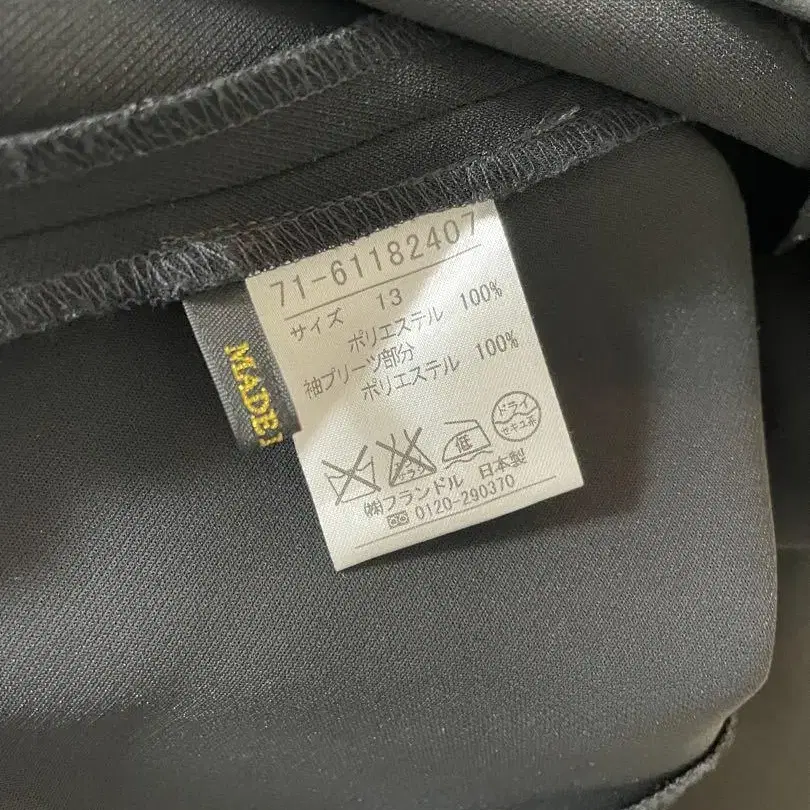 71-61182407
サイズ 13
ポリエステル 100%
袖プリーツ部分
ポリエステル 100%
ドライ
セキユ系
低
㈱フランドル 日本製
0120-290370
MADE